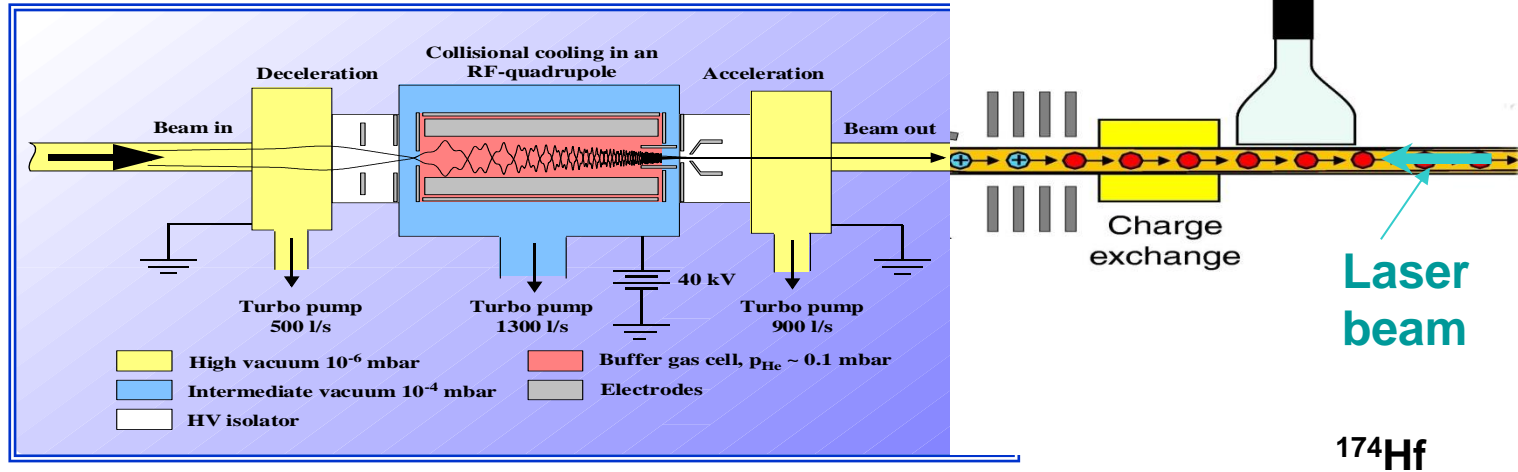 Collisional cooling in an
RF-quadrupole
Deceleration
Acceleration
Beam in
Beam out
+ +
Charge
exchange
Laser
beam
40 kV
Turbo pump
500 l/s
Turbo pump
1300 l/s
Turbo pump
900 l/s
High vacuum 10⁻⁶ mbar
Buffer gas cell, pHe ~ 0.1 mbar
Intermediate vacuum 10⁻⁴ mbar
Electrodes
HV isolator
¹⁷⁴Hf